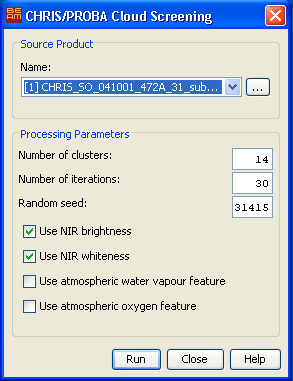 BEAM CHRIS/PROBA Cloud Screening
Source Product
Name:
[1] CHRIS_SO_041001_472A_31_sub...
...
Processing Parameters
Number of clusters: 14
Number of iterations: 30
Random seed: 31415
Use NIR brightness
Use NIR whiteness
Use atmospheric water vapour feature
Use atmospheric oxygen feature
Run Close Help